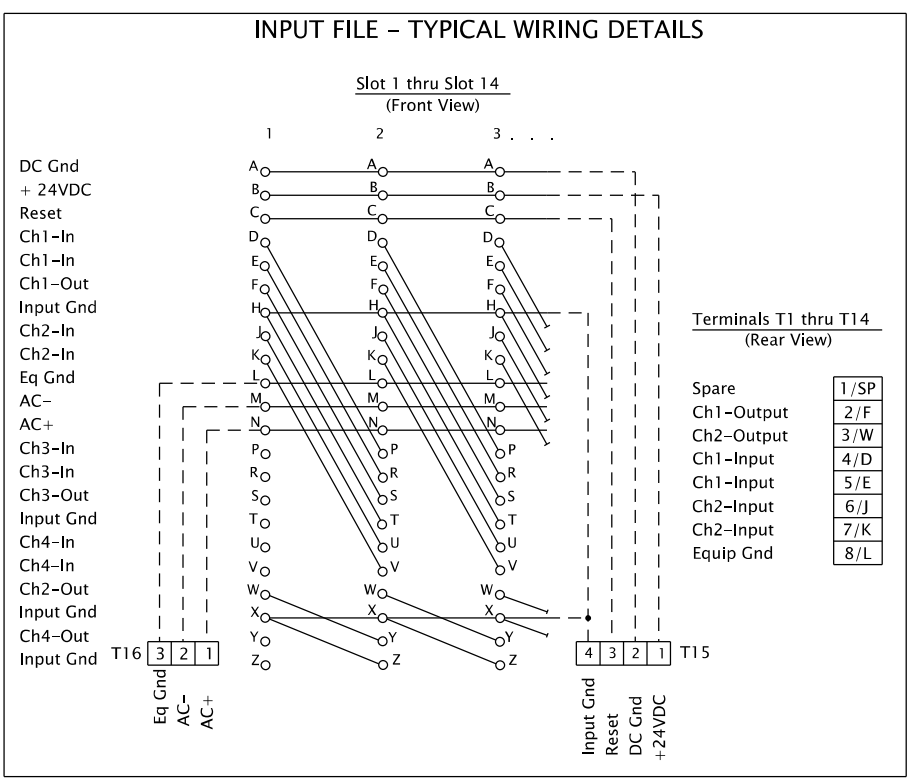 INPUT FILE – TYPICAL WIRING DETAILS
Slot 1 thru Slot 14
(Front View)
1 2 3 . . .
DC Gnd A A A
+ 24VDC B B B
Reset C C C
Ch1–In D D D
Ch1–In E E E
Ch1–Out F F F
Input Gnd H H H
Ch2–In J J J
Ch2–In K K K
Eq Gnd L L L
AC– M M M
AC+ N N N
Ch3–In P P P
Ch3–In R R R
Ch3–Out S S S
Input Gnd T T T
Ch4–In U U U
Ch4–In V V V
Ch2–Out W W W
Input Gnd X X X
Ch4–Out Y Y Y
Input Gnd Z Z Z
Terminals T1 thru T14
(Rear View)
Spare 1/SP
Ch1–Output 2/F
Ch2–Output 3/W
Ch1–Input 4/D
Ch1–Input 5/E
Ch2–Input 6/J
Ch2–Input 7/K
Equip Gnd 8/L
T16 3 2 1
Eq Gnd
AC–
AC+
4 3 2 1 T15
Input Gnd
Reset
DC Gnd
+24VDC